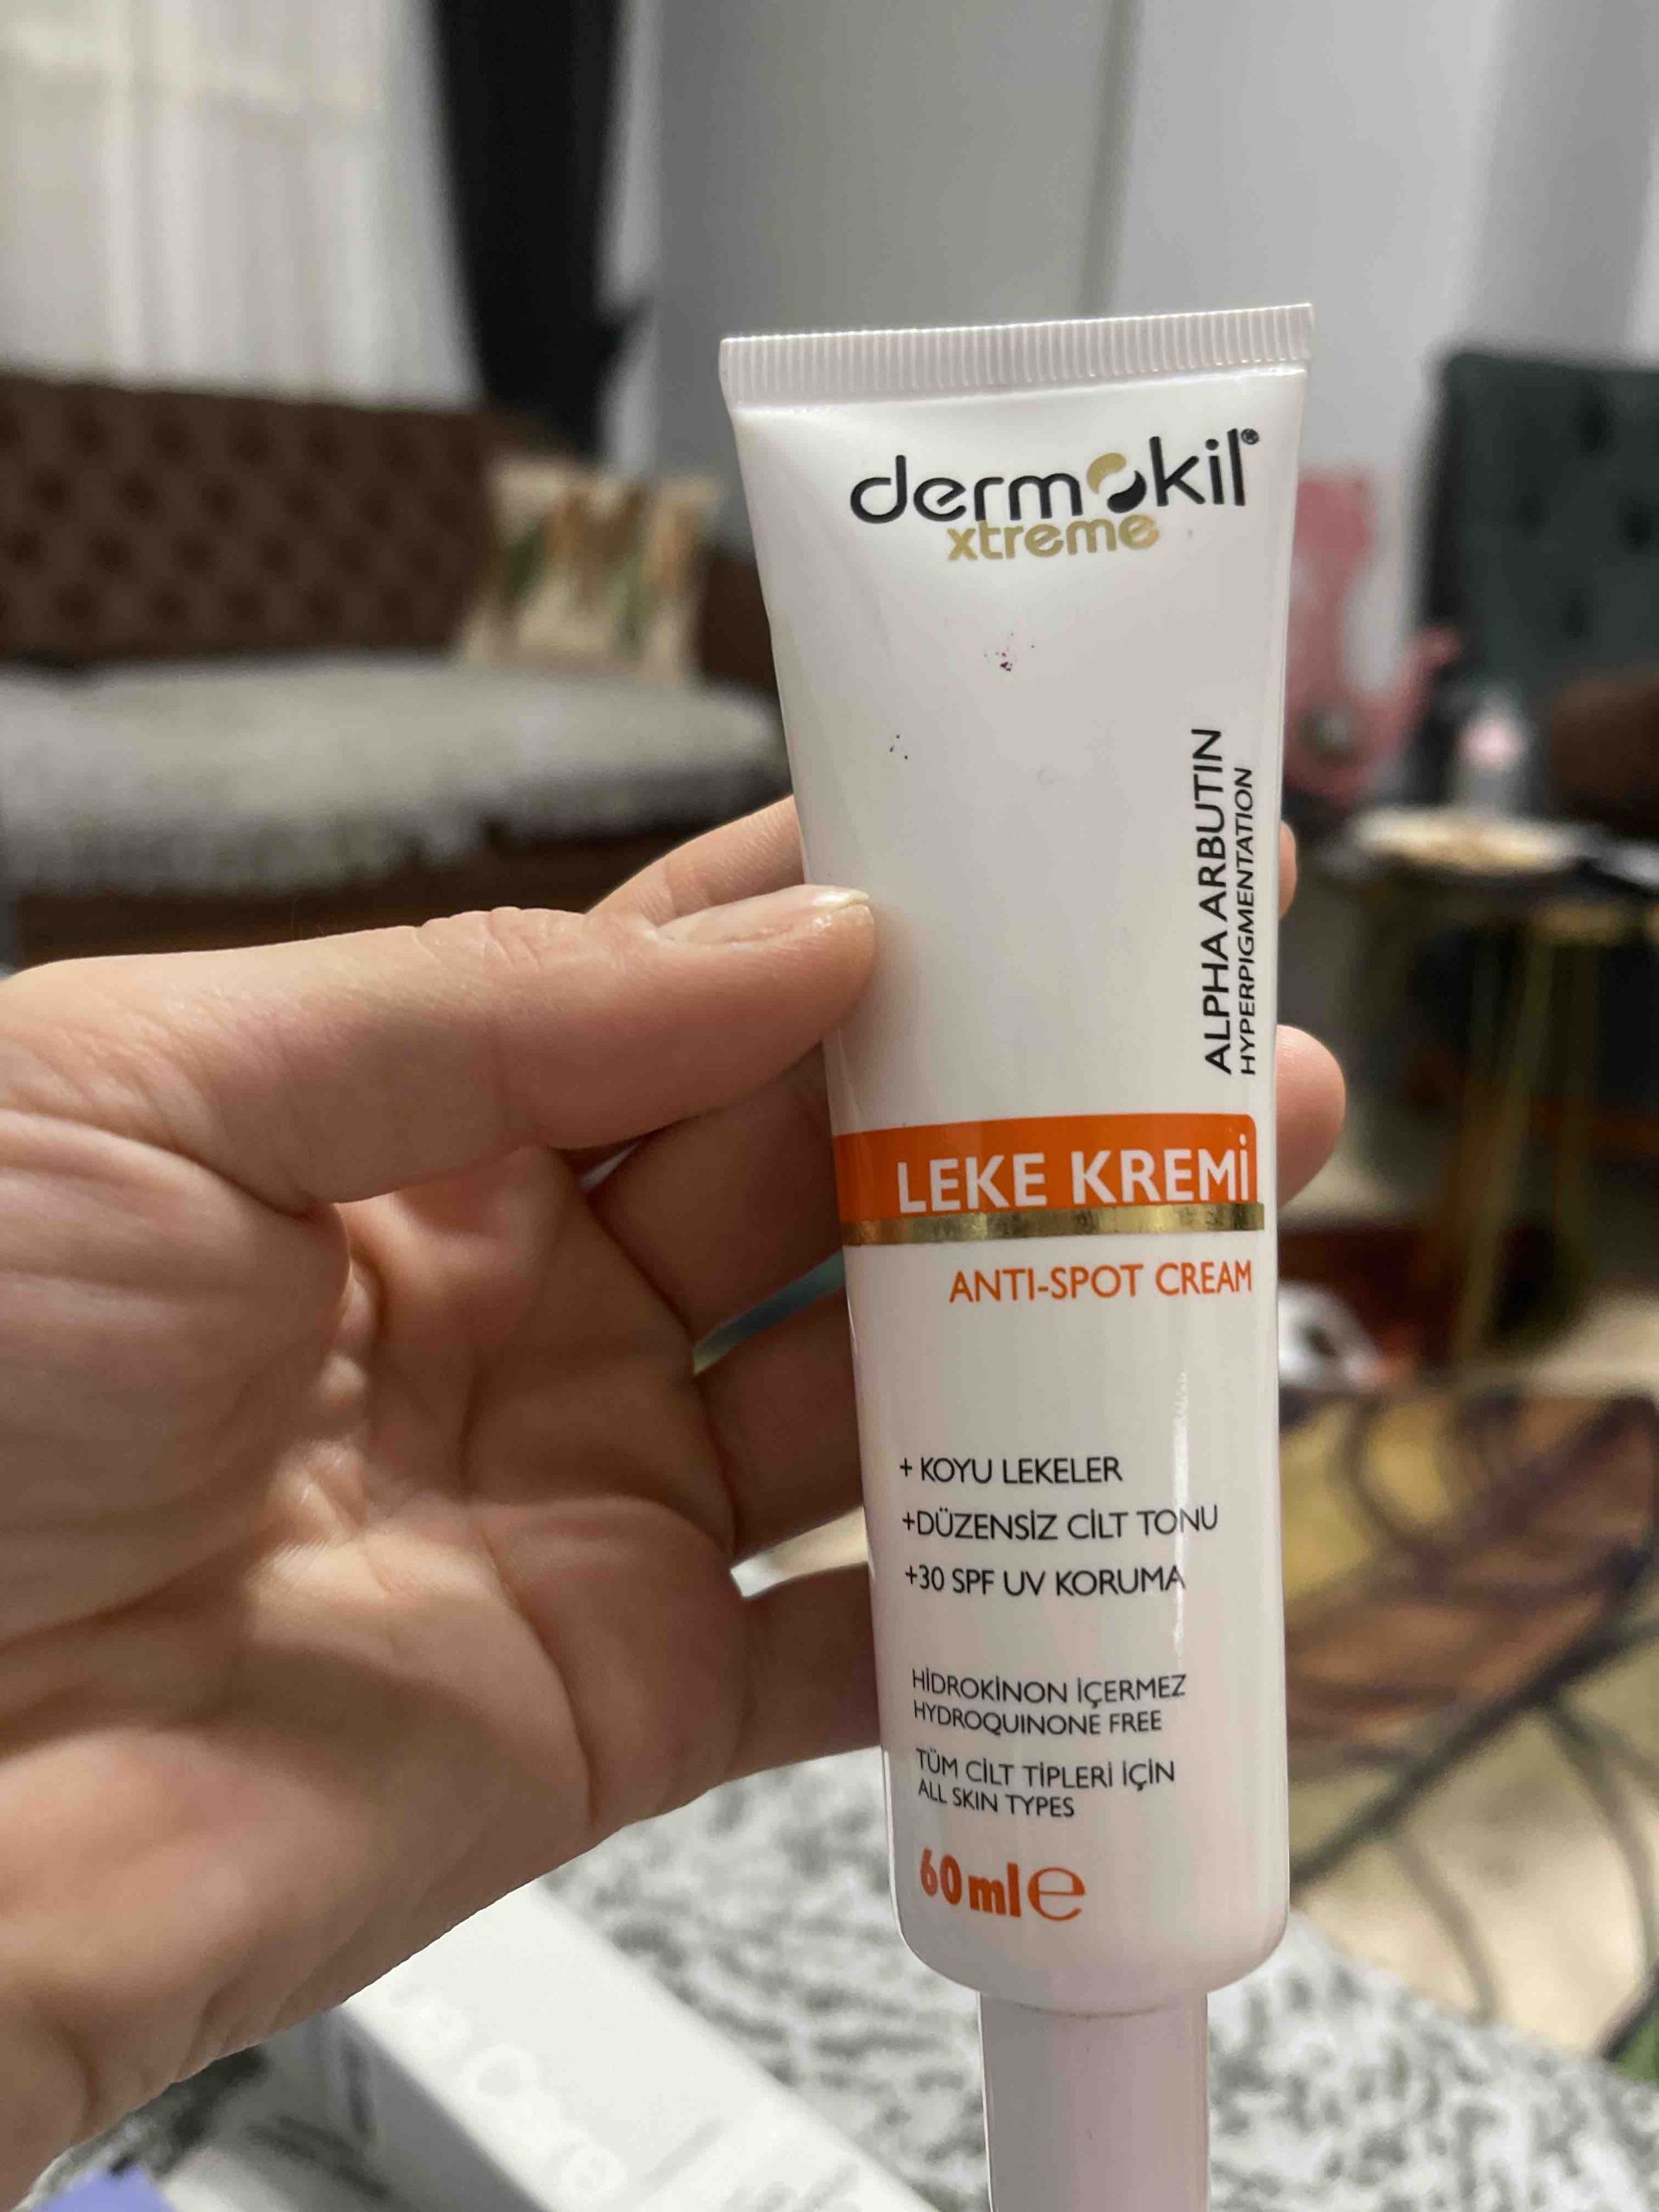 dermokil®
xtreme
ALPHA ARBUTIN
HYPERPIGMENTATION
LEKE KREMİ
ANTI-SPOT CREAM
+ KOYU LEKELER
+DÜZENSİZ CİLT TONU
+30 SPF UV KORUMA
HİDROKİNON İÇERMEZ
HYDROQUINONE FREE
TÜM CİLT TİPLERİ İÇİN
ALL SKIN TYPES
60ml℮